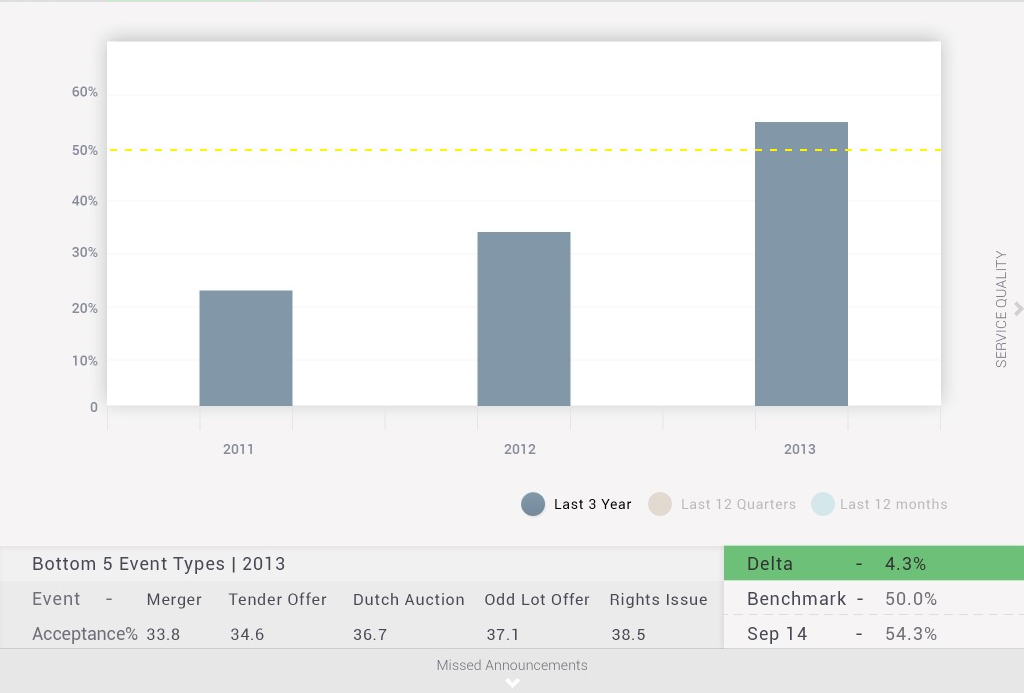 60%
50%
40%
30%
20%
10%
0
SERVICE QUALITY
2011 2012 2013
Last 3 Year Last 12 Quarters Last 12 months
Bottom 5 Event Types | 2013
Event - Merger Tender Offer Dutch Auction Odd Lot Offer Rights Issue
Acceptance% 33.8 34.6 36.7 37.1 38.5
Delta - 4.3%
Benchmark - 50.0%
Sep 14 - 54.3%
Missed Announcements